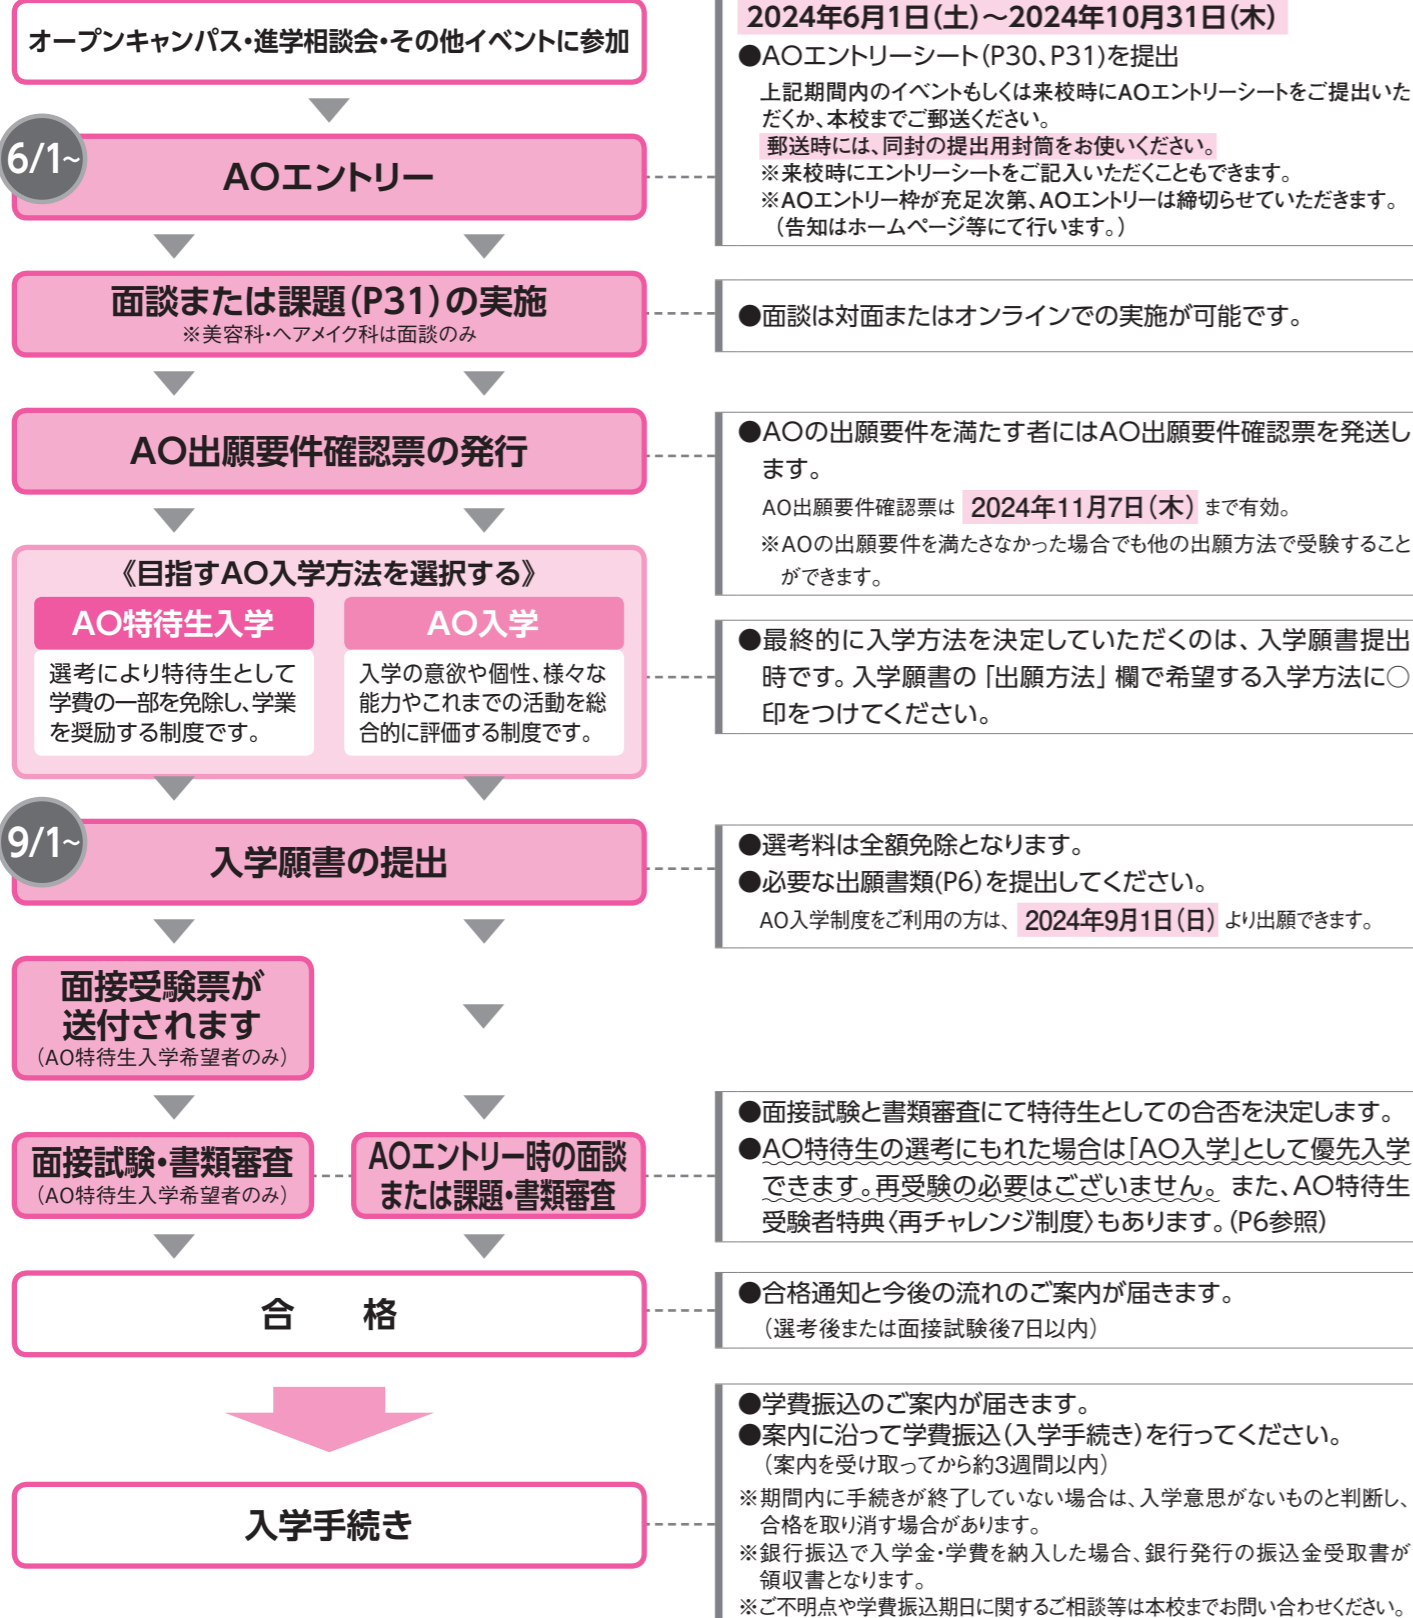 オープンキャンパス・進学相談会・その他イベントに参加
2024年6月1日(土)～2024年10月31日(木)
●AOエントリーシート(P30、P31)を提出
上記期間内のイベントもしくは来校時にAOエントリーシートをご提出いた
だくか、本校までご郵送ください。
郵送時には、同封の提出用封筒をお使いください。
※来校時にエントリーシートをご記入いただくこともできます。
※AOエントリー枠が充足次第、AOエントリーは締切らせていただきます。
（告知はホームページ等にて行います。）
6/1~
AOエントリー
面談または課題(P31)の実施
※美容科・ヘアメイク科は面談のみ
●面談は対面またはオンラインでの実施が可能です。
AO出願要件確認票の発行
●AOの出願要件を満たす者にはAO出願要件確認票を発送し
ます。
AO出願要件確認票は 2024年11月7日(木) まで有効。
※AOの出願要件を満たさなかった場合でも他の出願方法で受験すること
ができます。
《目指すAO入学方法を選択する》
AO特待生入学
選考により特待生として
学費の一部を免除し、学業
を奨励する制度です。
AO入学
入学の意欲や個性、様々な
能力やこれまでの活動を総
合的に評価する制度です。
●最終的に入学方法を決定していただくのは、入学願書提出
時です。入学願書の「出願方法」欄で希望する入学方法に○
印をつけてください。
9/1~
入学願書の提出
●選考料は全額免除となります。
●必要な出願書類(P6)を提出してください。
AO入学制度をご利用の方は、 2024年9月1日(日) より出願できます。
面接受験票が
送付されます
（AO特待生入学希望者のみ）
面接試験・書類審査
（AO特待生入学希望者のみ）
AOエントリー時の面談
または課題・書類審査
●面接試験と書類審査にて特待生としての合否を決定します。
●AO特待生の選考にもれた場合は「AO入学」として優先入学
できます。再受験の必要はございません。また、AO特待生
受験者特典〈再チャレンジ制度〉もあります。(P6参照)
合　格
●合格通知と今後の流れのご案内が届きます。
（選考後または面接試験後7日以内）
入学手続き
●学費振込のご案内が届きます。
●案内に沿って学費振込（入学手続き）を行ってください。
（案内を受け取ってから約3週間以内）
※期間内に手続きが終了していない場合は、入学意思がないものと判断し、
合格を取り消す場合があります。
※銀行振込で入学金・学費を納入した場合、銀行発行の振込金受取書が
領収書となります。
※ご不明点や学費振込期日に関するご相談等は本校までお問い合わせください。